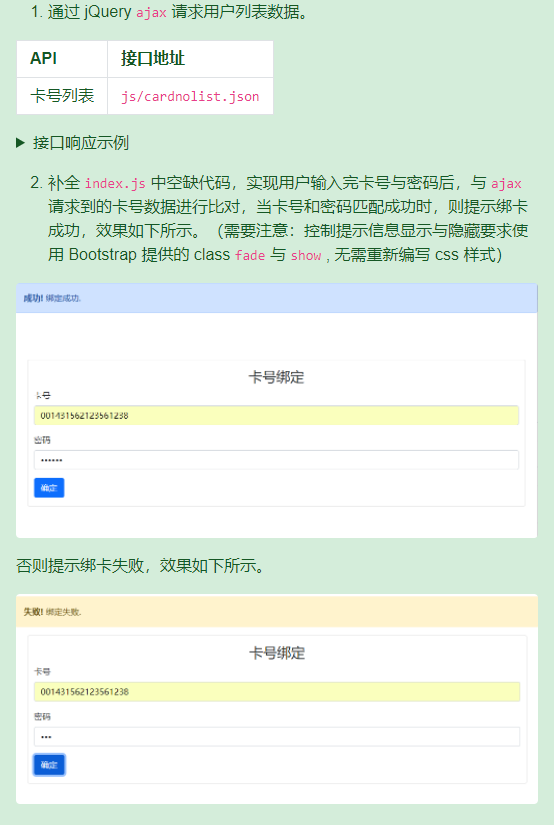 1. 通过 jQuery ajax 请求用户列表数据。
API 接口地址
卡号列表 js/cardnolist.json
▶ 接口响应示例
2. 补全 index.js 中空缺代码，实现用户输入完卡号与密码后，与 ajax
请求到的卡号数据进行比对，当卡号和密码匹配成功时，则提示绑卡
成功，效果如下所示。（需要注意：控制提示信息显示与隐藏要求使
用 Bootstrap 提供的 class fade 与 show , 无需重新编写 css 样式）
成功! 绑定成功.
卡号绑定
卡号
001431562123561238
密码
••••••
确定
否则提示绑卡失败，效果如下所示。
失败! 绑定失败.
卡号绑定
卡号
001431562123561238
密码
•••
确定